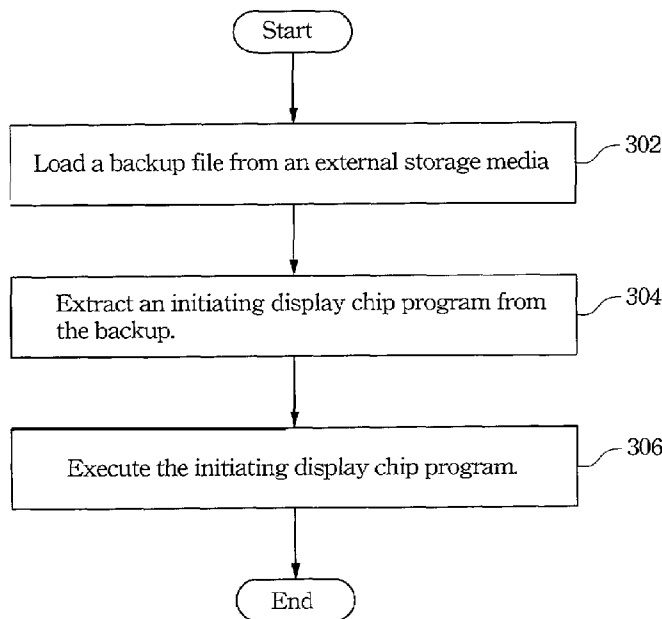 Start
Load a backup file from an external storage media
302
Extract an initiating display chip program from
the backup.
304
Execute the initiating display chip program.
306
End